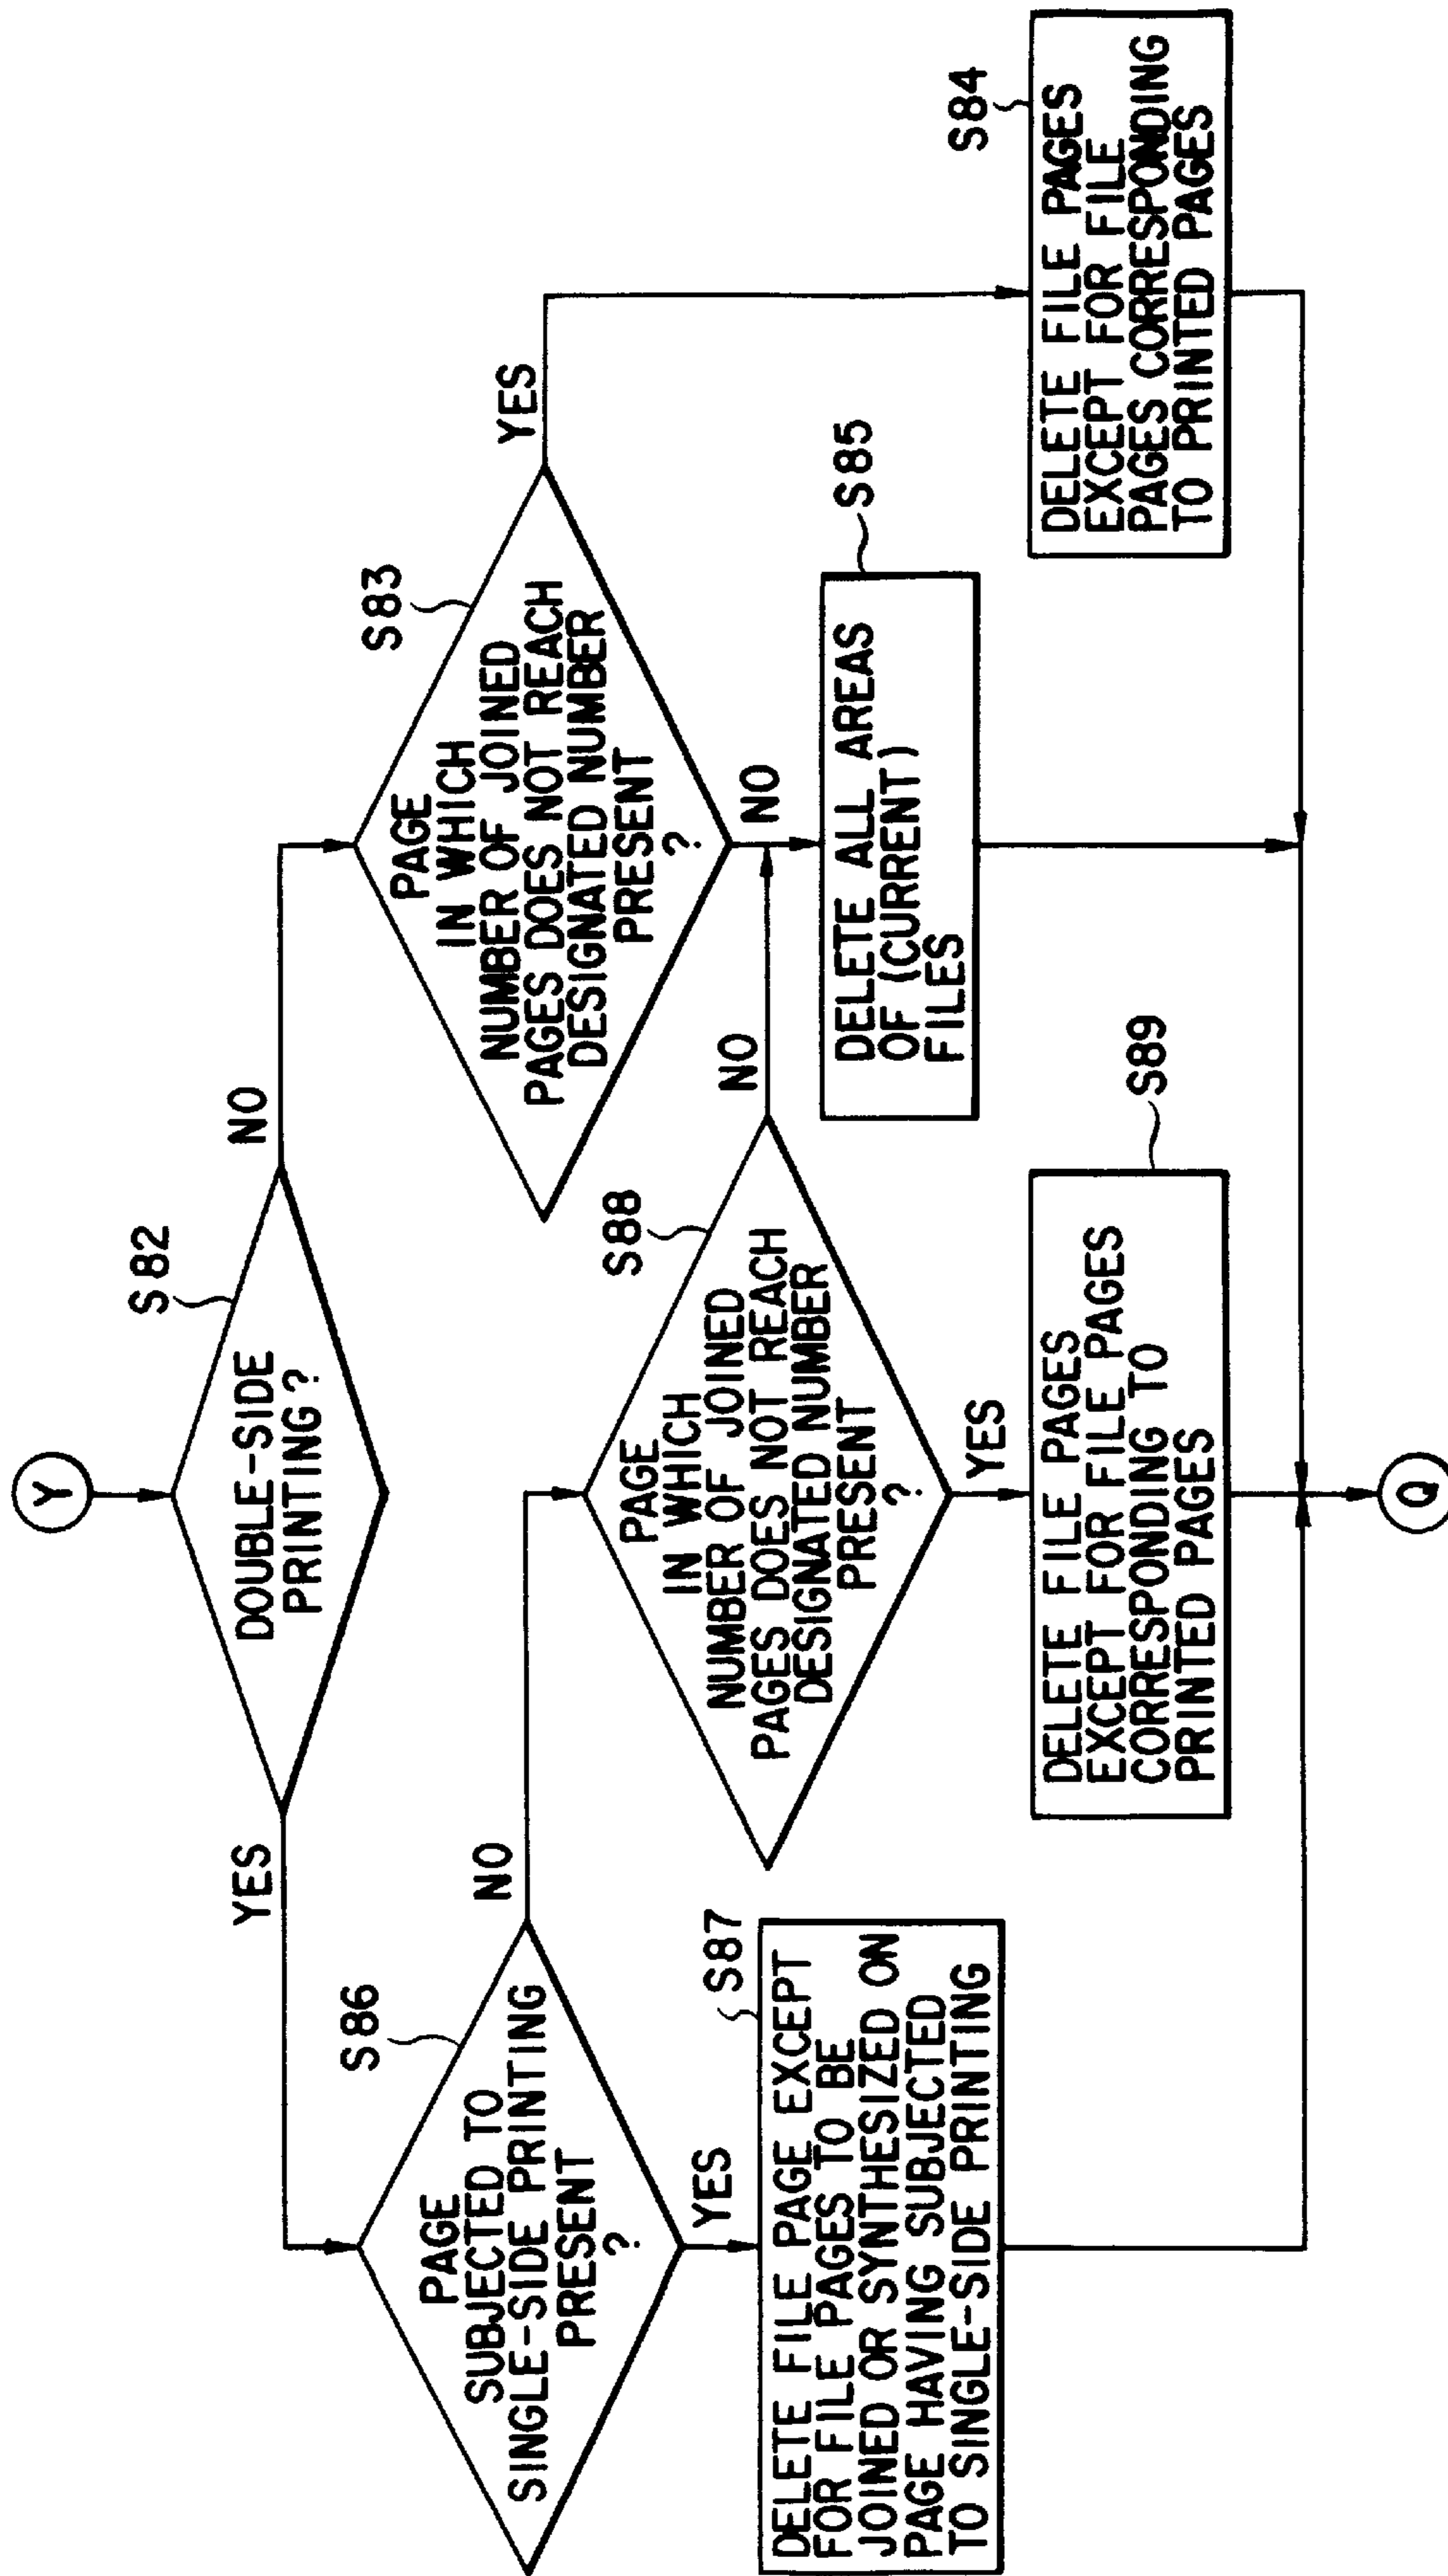 Y
S82
DOUBLE-SIDE
PRINTING?
YES
NO
S86
PAGE
SUBJECTED TO
SINGLE-SIDE PRINTING
PRESENT
?
NO
YES
S87
DELETE FILE PAGE EXCEPT
FOR FILE PAGES TO BE
JOINED OR SYNTHESIZED ON
PAGE HAVING SUBJECTED
TO SINGLE-SIDE PRINTING
S88
PAGE
IN WHICH
NUMBER OF JOINED
PAGES DOES NOT REACH
DESIGNATED NUMBER
PRESENT
?
NO
YES
S89
DELETE FILE PAGES
EXCEPT FOR FILE PAGES
CORRESPONDING TO
PRINTED PAGES
S83
PAGE
IN WHICH
NUMBER OF JOINED
PAGES DOES NOT REACH
DESIGNATED NUMBER
PRESENT
?
YES
NO
S85
DELETE ALL AREAS
OF (CURRENT)
FILES
S84
DELETE FILE PAGES
EXCEPT FOR FILE
PAGES CORRESPONDING
TO PRINTED PAGES
Q